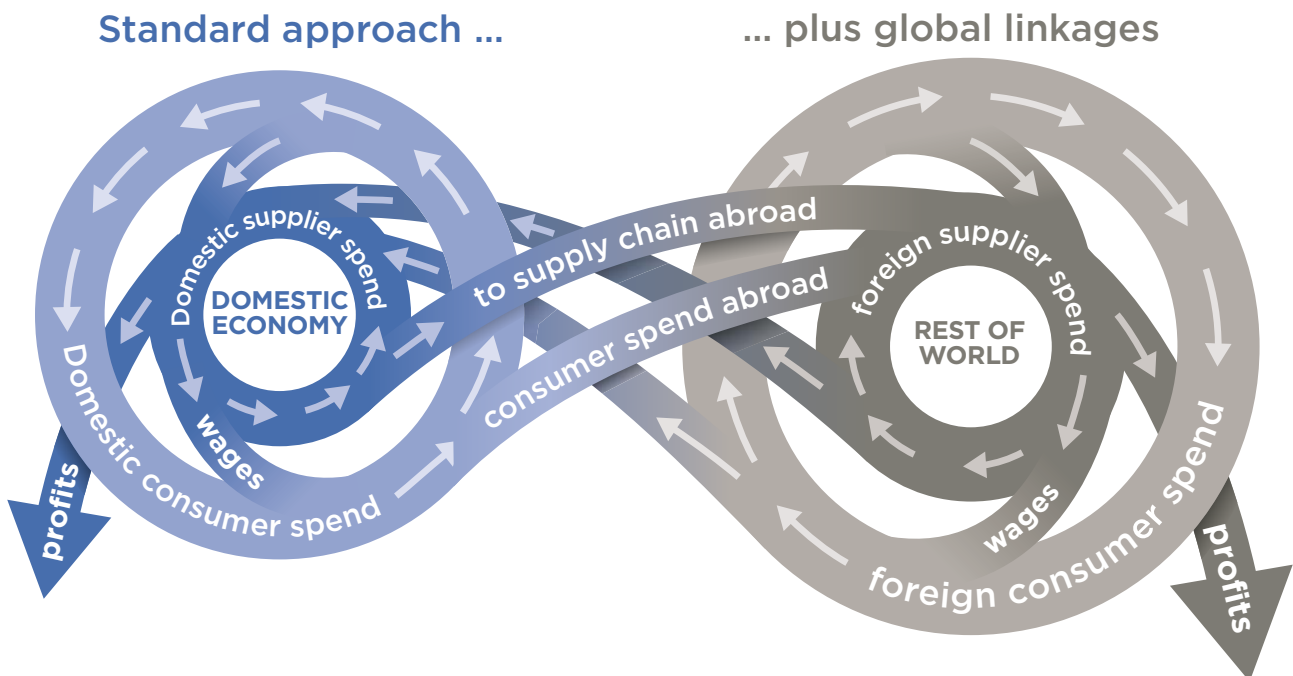 Standard approach ...
... plus global linkages
Domestic supplier spend
DOMESTIC
ECONOMY
wages
Domestic consumer spend
profits
to supply chain abroad
consumer spend abroad
foreign supplier spend
REST OF
WORLD
wages
foreign consumer spend
profits